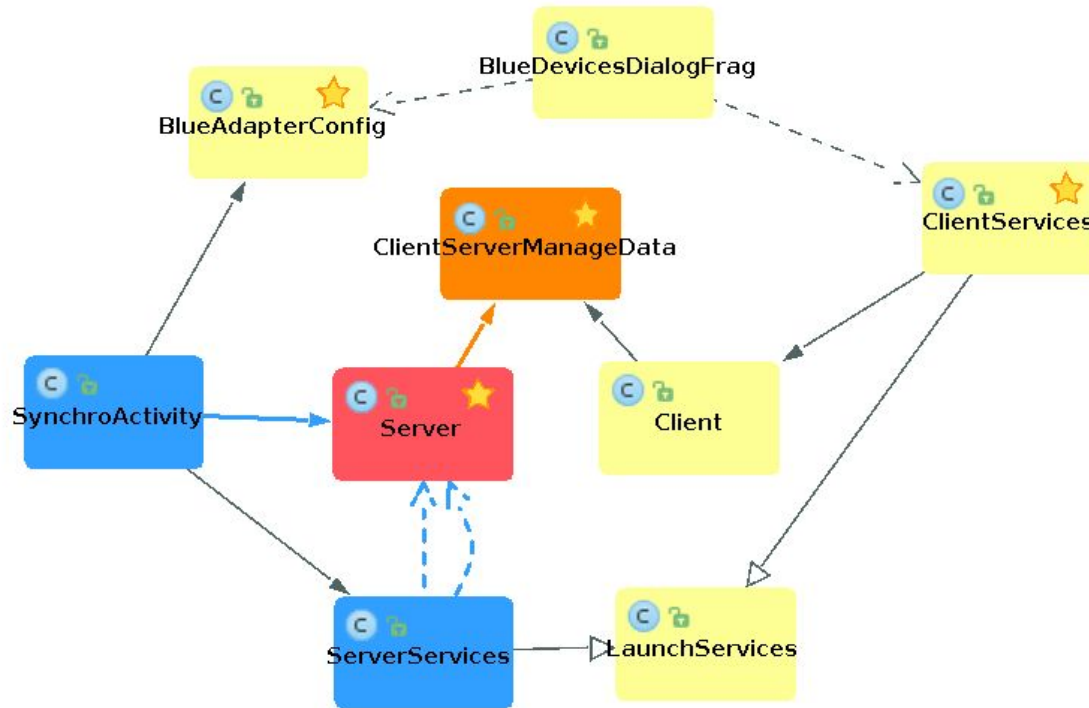 C
BlueDevicesDialogFrag
C
BlueAdapterConfig
C
ClientServices
C
ClientServerManageData
C
SynchroActivity
C
Server
C
Client
C
ServerServices
C
LaunchServices